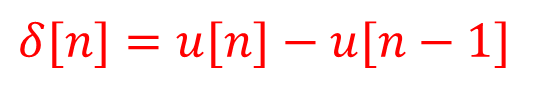 δ[n] = u[n] − u[n − 1]